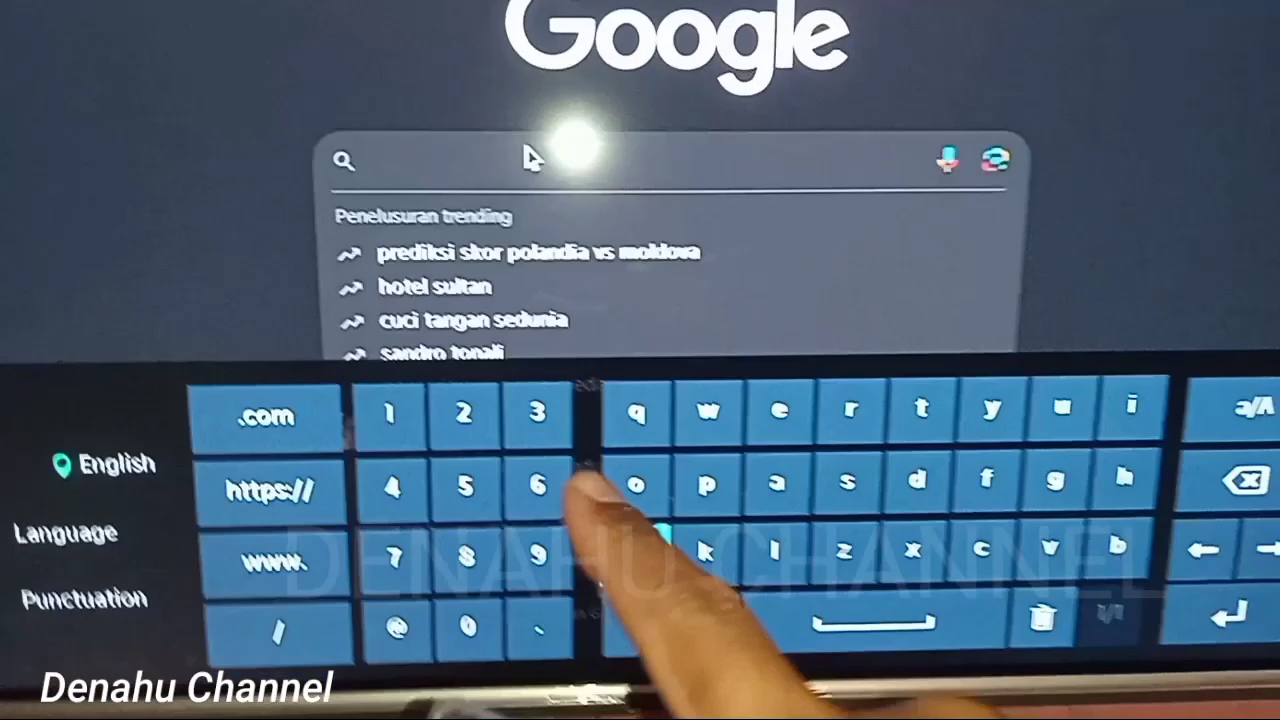 Google
Penelusuran trending
prediksi skor polandia vs moldova
hotel sultan
cuci tangan sedunia
sandro tonali
.com 1 2 3 q w e r t y u i a/A
English
https:// 4 5 6 o p a s d f g h
Language
www. 7 8 9 k l z x c v b
Punctuation
/ @ 0 .
DENAHU CHANNEL
Denahu Channel